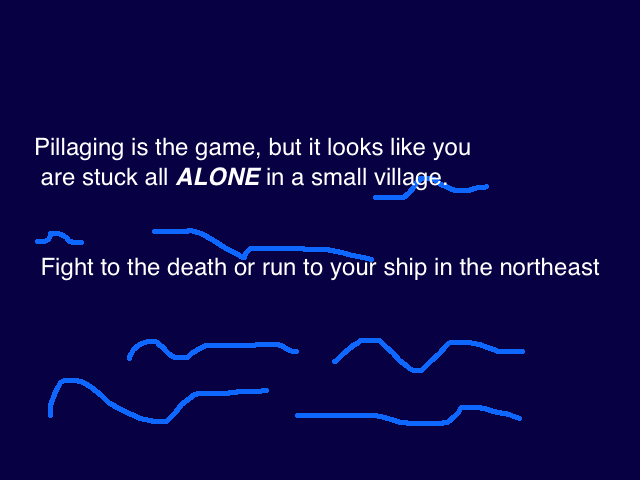 Pillaging is the game, but it looks like you
are stuck all ALONE in a small village.
Fight to the death or run to your ship in the northeast